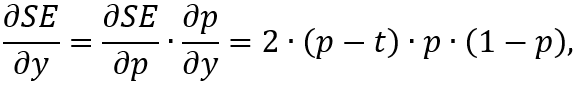 ∂SE/∂y = ∂SE/∂p · ∂p/∂y = 2 · (p − t) · p · (1 − p),